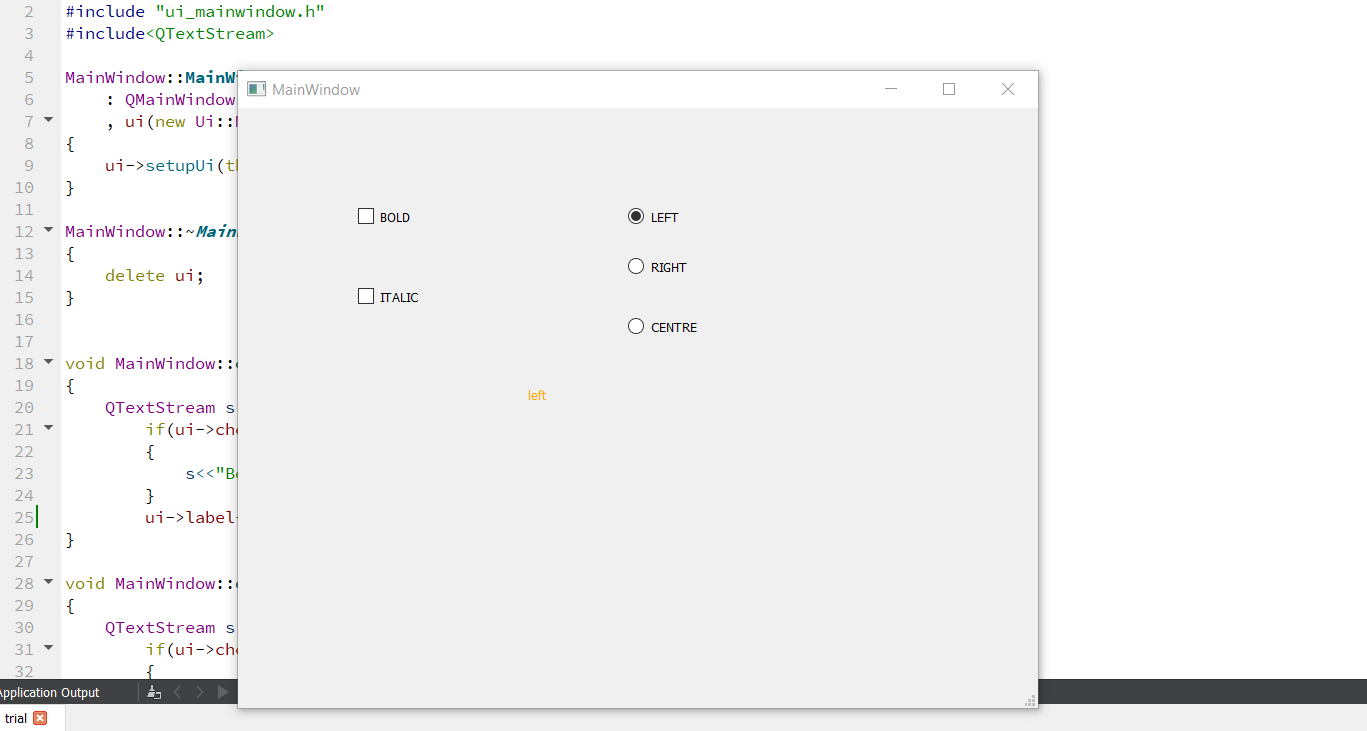 2 #include "ui_mainwindow.h"
3 #include<QTextStream>
4
5 MainWindow::MainW
6 : QMainWindow
7 , ui(new Ui::
8 {
9 ui->setupUi(th
10 }
11
12 MainWindow::~Main
13 {
14 delete ui;
15 }
16
17
18 void MainWindow::
19 {
20 QTextStream s
21 if(ui->che
22 {
23 s<<"B
24 }
25 ui->label
26 }
27
28 void MainWindow::
29 {
30 QTextStream s
31 if(ui->che
32 {
MainWindow
BOLD
LEFT
RIGHT
ITALIC
CENTRE
left
pplication Output
trial